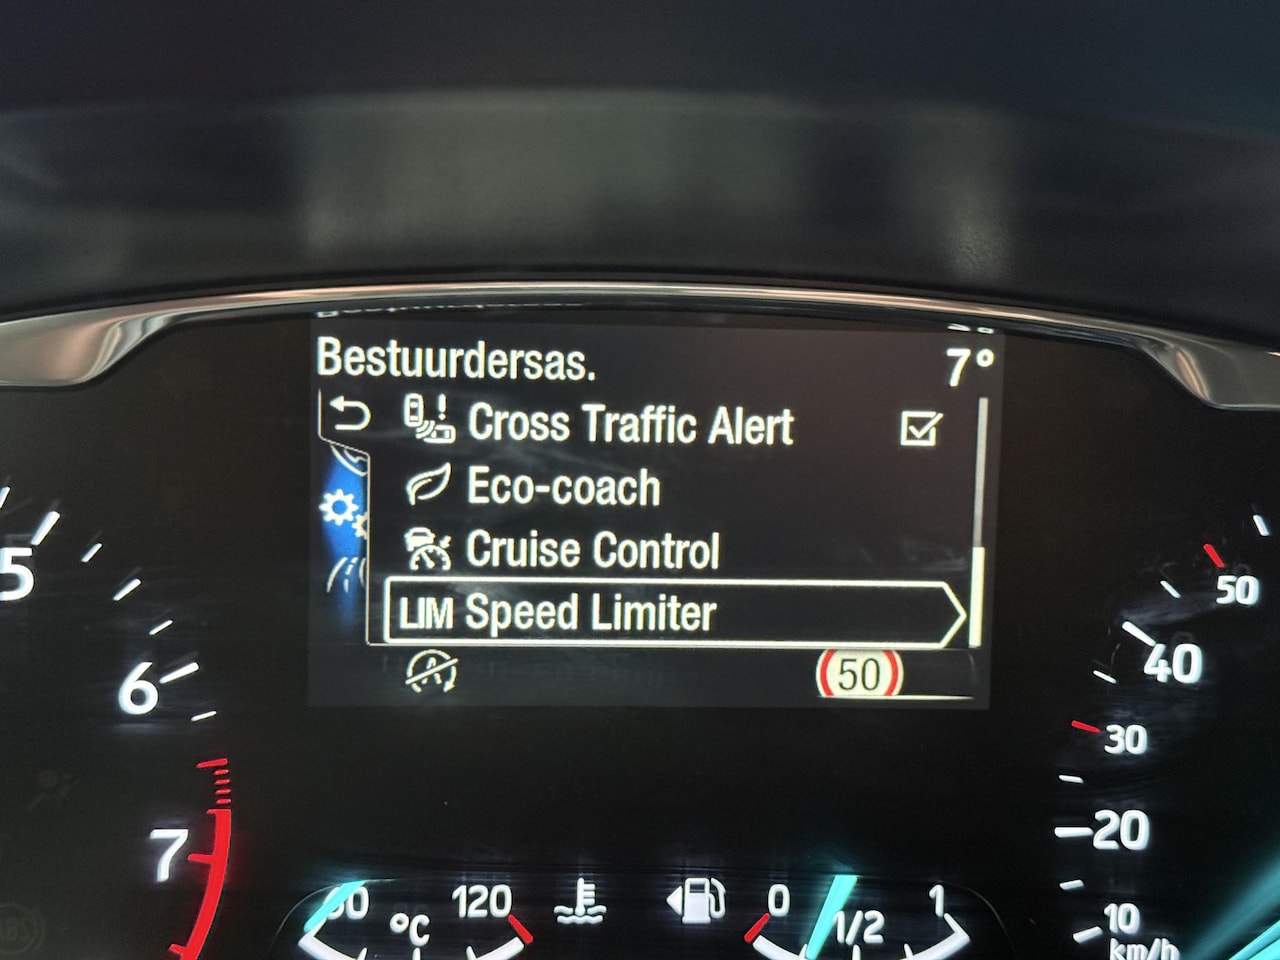 Bestuurdersas.
7°
Cross Traffic Alert
Eco-coach
Cruise Control
LIM Speed Limiter
50
5
6
7
50
40
30
20
10
km/h
120
°C
0
1/2
1